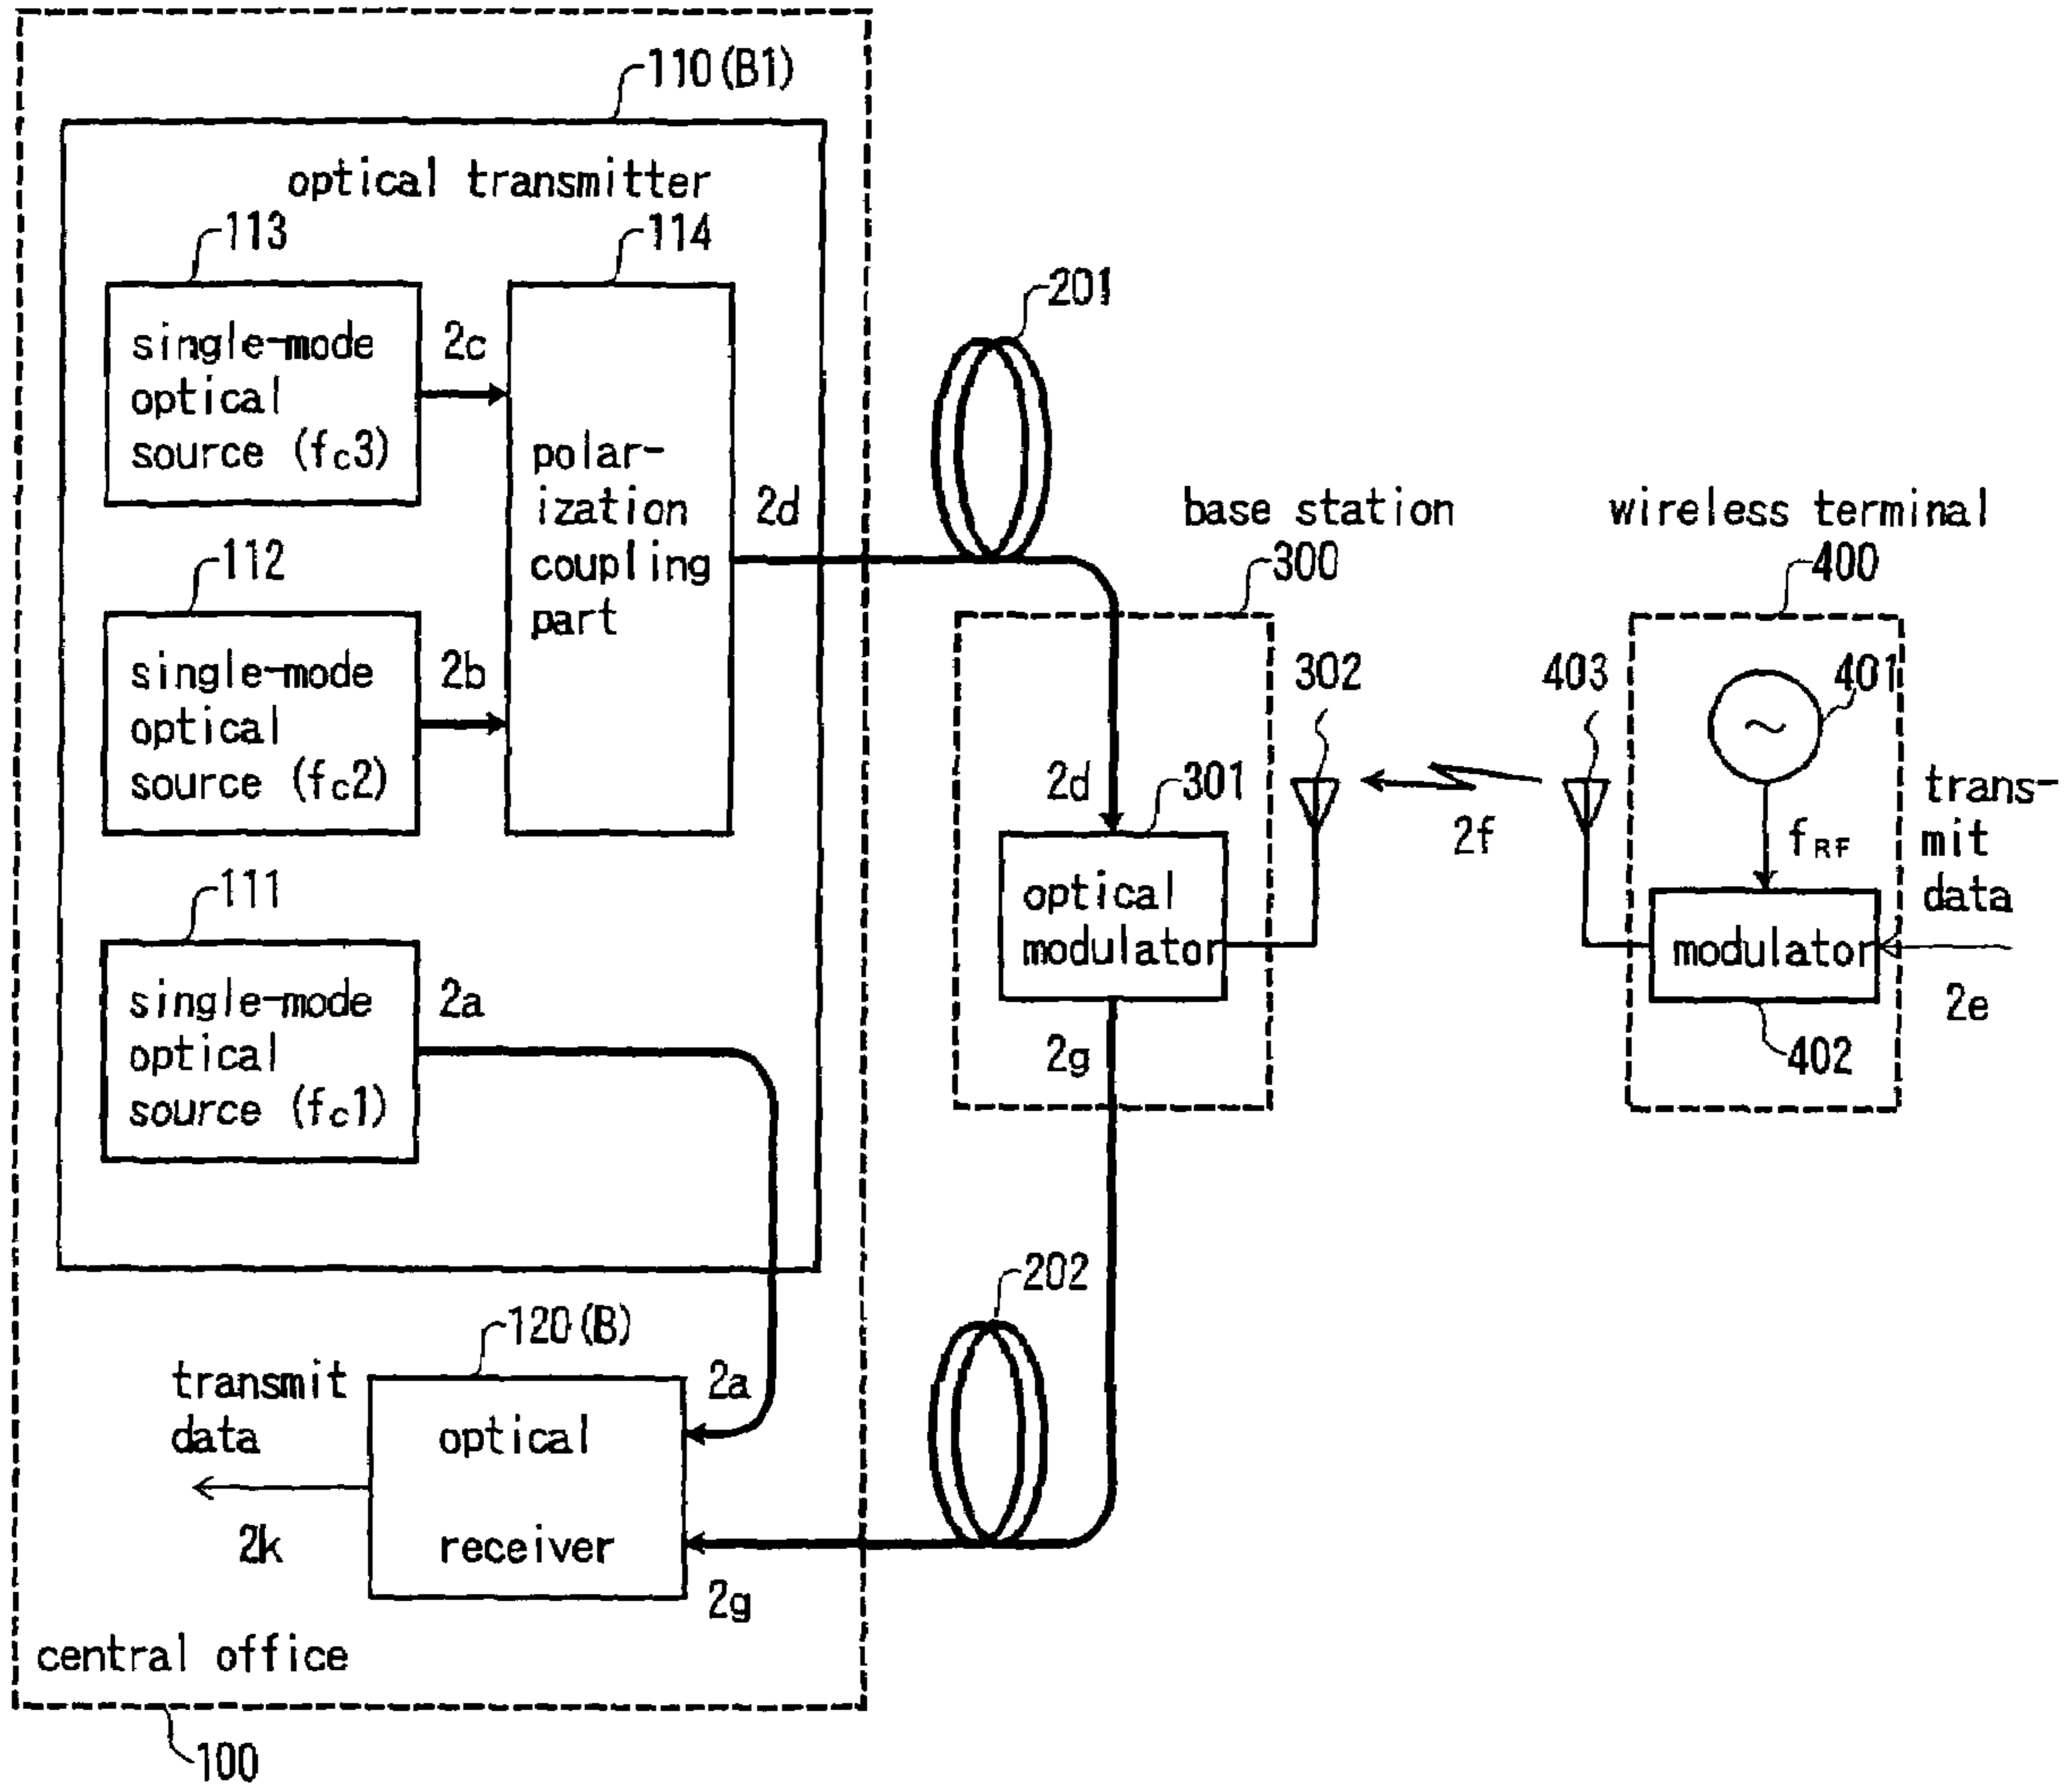 110(B1)
optical transmitter
113
114
single-mode
optical
source (fc3)
2c
polar-
ization
coupling
part
2d
201
112
single-mode
optical
source (fc2)
2b
base station
300
wireless terminal
400
302
403
401
2d
301
2f
fRF
trans-
mit
data
optical
modulator
modulator
2e
402
2g
111
single-mode
optical
source (fc1)
2a
202
120(B)
transmit
data
2a
optical
receiver
2k
2g
central office
100